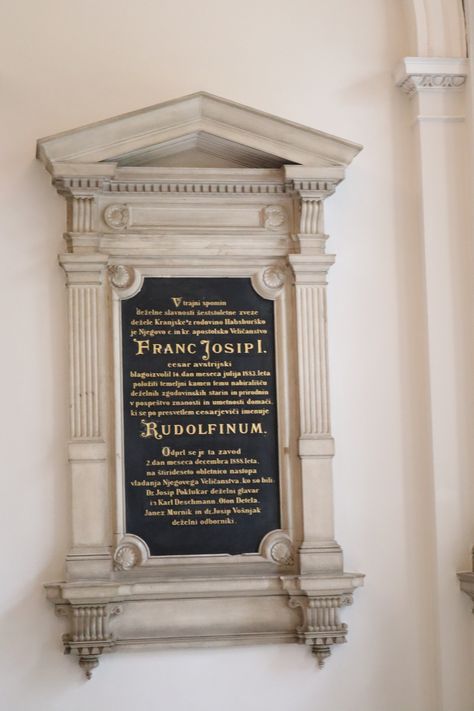 V trajni spomin
deželne slavnosti šeststoletne zveze
dežele Kranjske z rodovino Habsburško
je Njegovo c. in kr. apostolsko Veličanstvo
FRANC JOSIP I.
cesar avstrijski
blagoizvolil 14. dan meseca julija 1883. leta
položiti temeljni kamen temu nabirališču
deželnih zgodovinskih starin in prirodnin
v pospeštvo znanosti in umetnosti domači,
ki se po presvetlem cesarjeviči imenuje
RUDOLFINUM.
Odprl se je ta zavod
2. dan meseca decembra 1888. leta,
na štirideseto obletnico nastopa
vladanja Njegovega Veličanstva, ko so bili:
Dr. Josip Poklukar deželni glavar
in Karl Deschmann, Oton Detela,
Janez Murnik in dr. Josip Vošnjak
deželni odborniki.